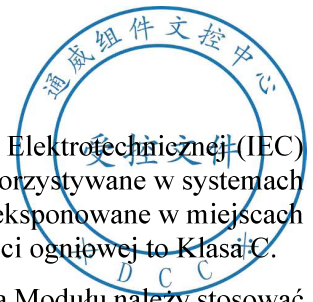 通威组件文控中心
Elektrotechnicznej (IEC)
受控文件
orzystywane w systemach
eksponowane w miejscach
ci ogniowej to Klasa C.
DCC
a Modułu należy stosować